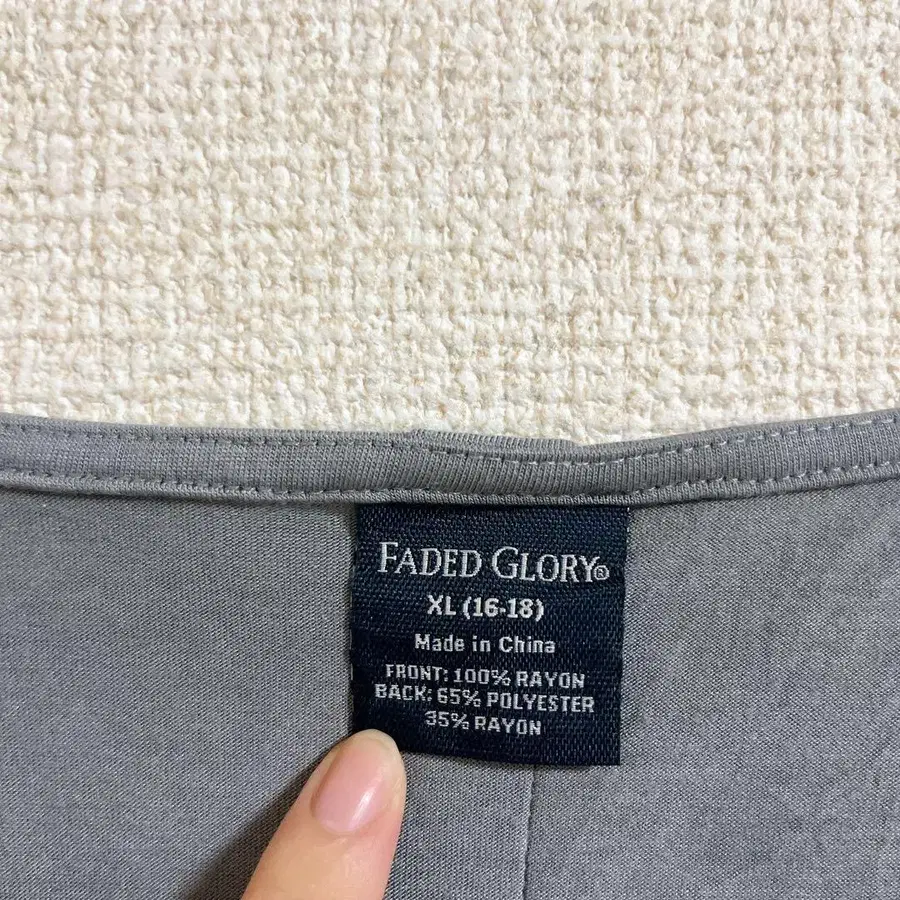 FADED GLORY®
XL (16-18)
Made in China
FRONT: 100% RAYON
BACK: 65% POLYESTER
35% RAYON